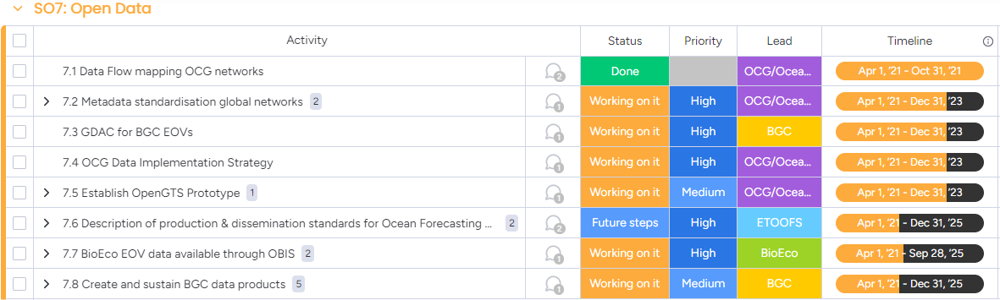 SO7: Open Data
Activity Status Priority Lead Timeline
7.1 Data Flow mapping OCG networks 2 Done OCG/Ocea... Apr 1, '21 - Oct 31, '21
7.2 Metadata standardisation global networks 2 1 Working on it High OCG/Ocea... Apr 1, '21 - Dec 31, '23
7.3 GDAC for BGC EOVs 1 Working on it High BGC Apr 1, '21 - Dec 31, '23
7.4 OCG Data Implementation Strategy 1 Working on it High OCG/Ocea... Apr 1, '21 - Dec 31, '23
7.5 Establish OpenGTS Prototype 1 1 Working on it Medium OCG/Ocea... Apr 1, '21 - Dec 31, '23
7.6 Description of production & dissemination standards for Ocean Forecasting ... 2 2 Future steps High ETOOFS Apr 1, '21 - Dec 31, '25
7.7 BioEco EOV data available through OBIS 2 1 Working on it High BioEco Apr 1, '21 - Sep 28, '25
7.8 Create and sustain BGC data products 5 1 Working on it Medium BGC Apr 1, '21 - Dec 31, '25